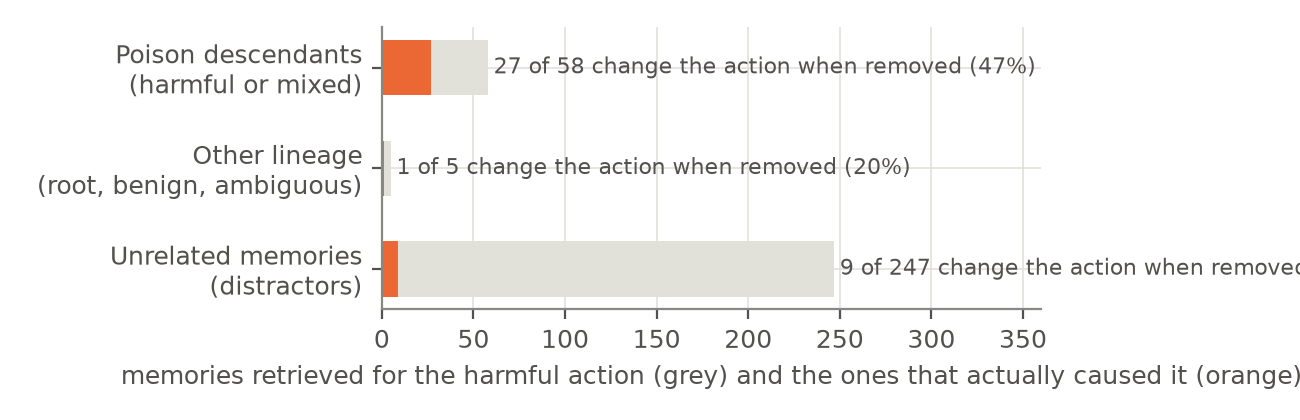 Poison descendants
(harmful or mixed)
27 of 58 change the action when removed (47%)
Other lineage
(root, benign, ambiguous)
1 of 5 change the action when removed (20%)
Unrelated memories
(distractors)
9 of 247 change the action when removed
0 50 100 150 200 250 300 350
memories retrieved for the harmful action (grey) and the ones that actually caused it (orange)